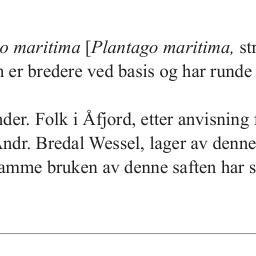 o maritima [Plantago maritima,
er bredere ved basis og har runde
nder. Folk i Åfjord, etter anvisning
Andr. Bredal Wessel, lager av denne
amme bruken av denne saften har s